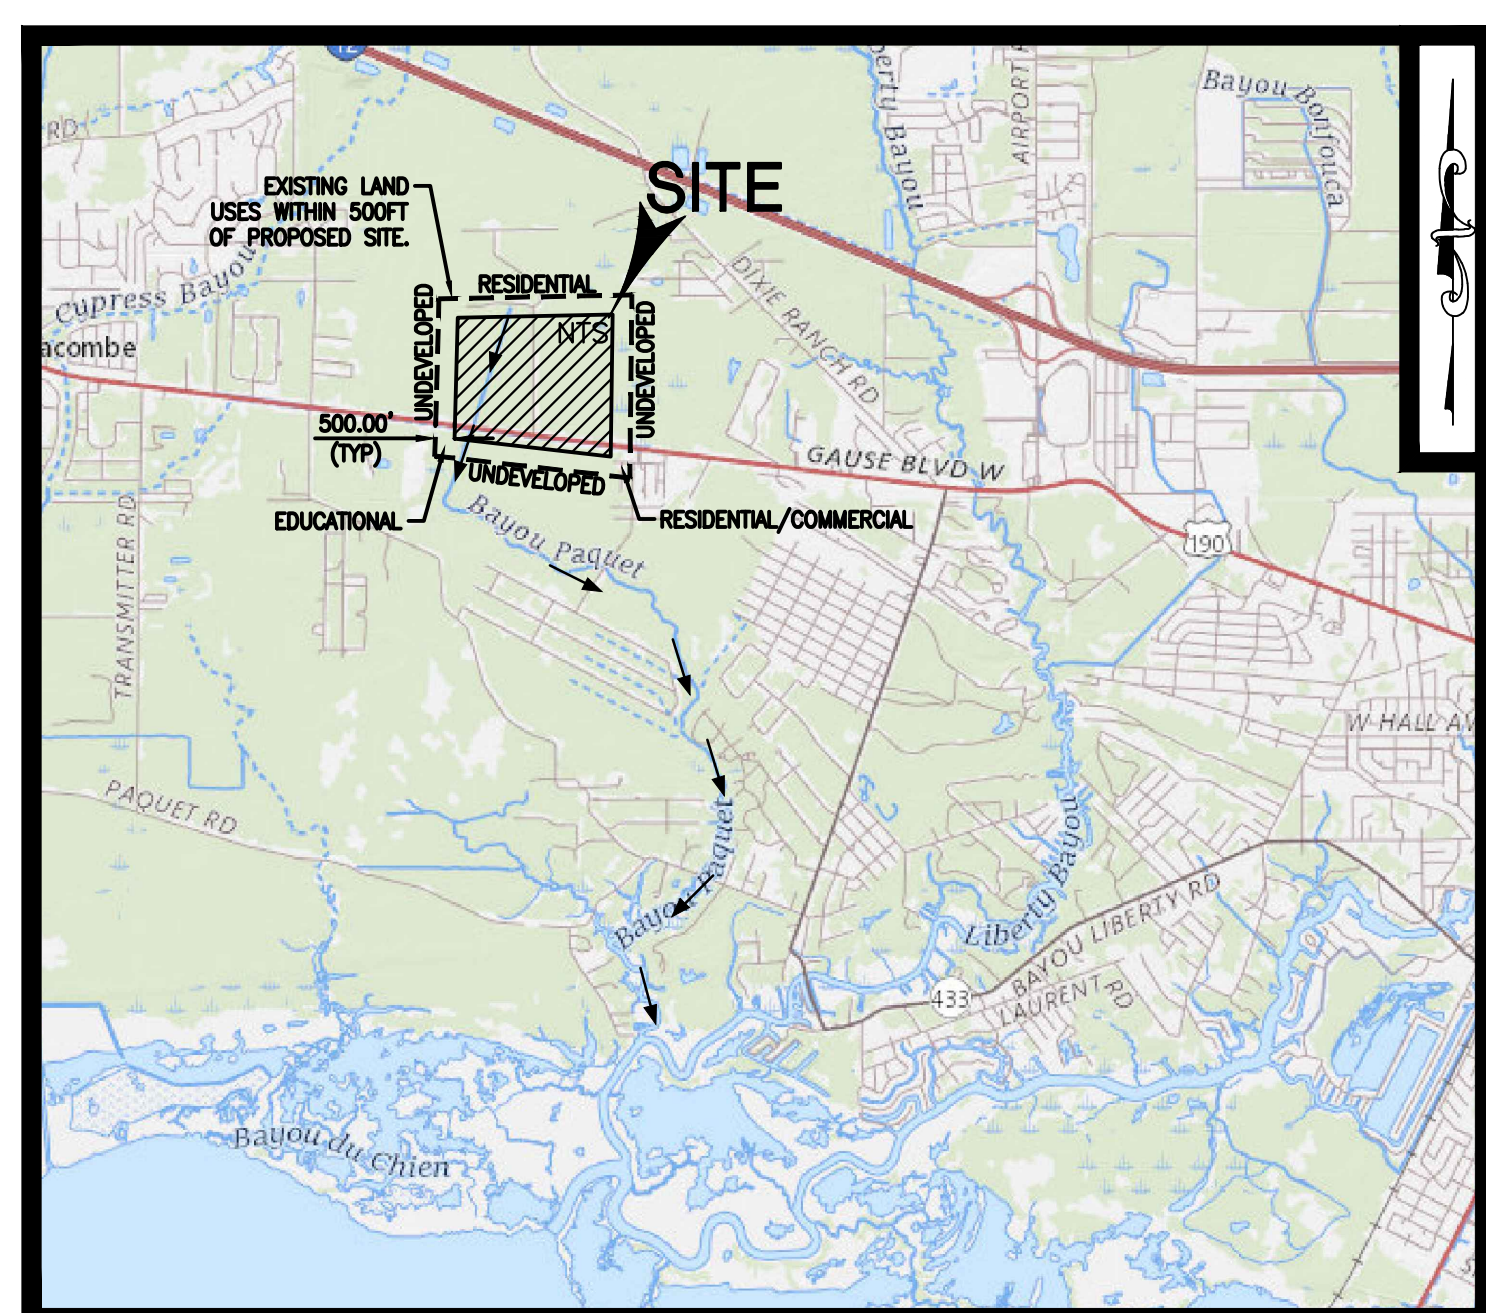 12
RD
Bayou
AIRPORT
Bayou Bonfouca
SITE
EXISTING LAND
USES WITHIN 500FT
OF PROPOSED SITE.
Cypress Bayou
RESIDENTIAL
UNDEVELOPED
NTS
UNDEVELOPED
DIXIE RANCH RD
acombe
500.00'
(TYP)
GAUSE BLVD W
UNDEVELOPED
EDUCATIONAL
RESIDENTIAL/COMMERCIAL
Bayou Paquet
190
TRANSMITTER RD
W HALL AV
PAQUET RD
Bayou Paquet
Liberty Bayou
BAYOU LIBERTY RD
433
LAURENT RD
Bayou du Chien